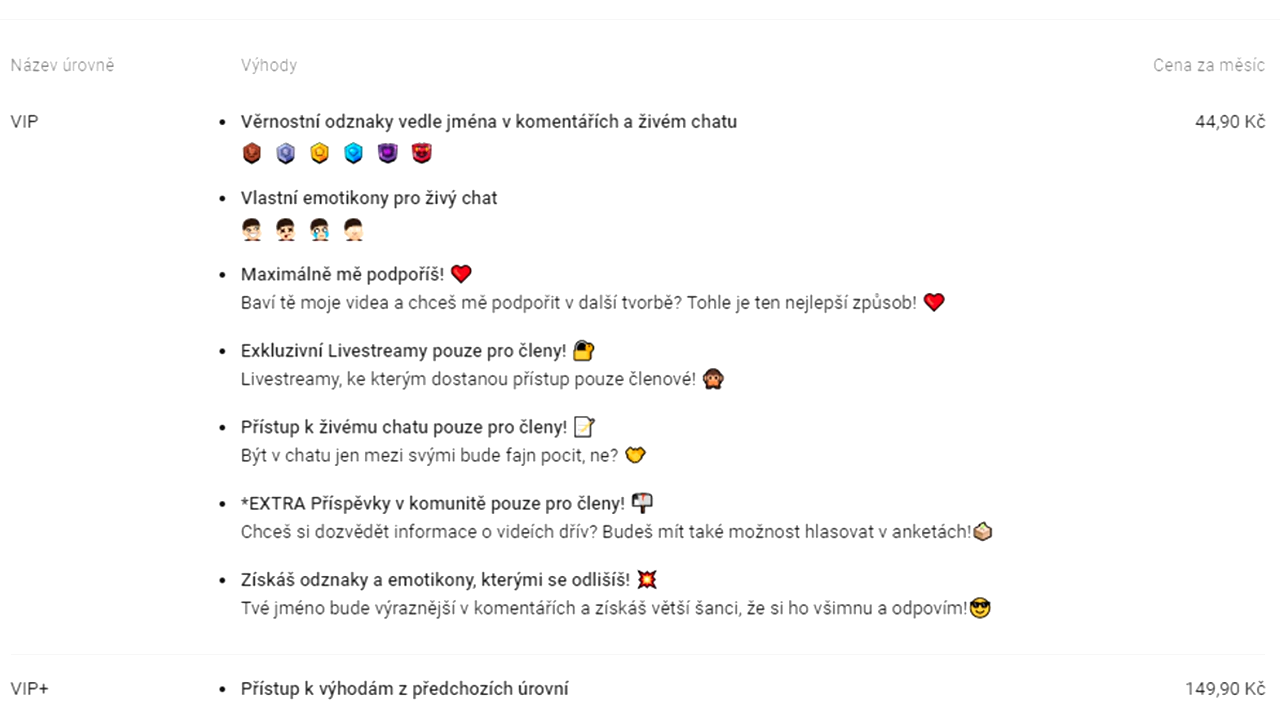 Název úrovně Výhody Cena za měsíc
VIP • Věrnostní odznaky vedle jména v komentářích a živém chatu 44,90 Kč
• Vlastní emotikony pro živý chat
• Maximálně mě podpoříš! ❤️
Baví tě moje videa a chceš mě podpořit v další tvorbě? Tohle je ten nejlepší způsob! ❤️
• Exkluzivní Livestreamy pouze pro členy! 🔐
Livestreamy, ke kterým dostanou přístup pouze členové! 🙊
• Přístup k živému chatu pouze pro členy! 📝
Být v chatu jen mezi svými bude fajn pocit, ne? 🤝
• *EXTRA Příspěvky v komunitě pouze pro členy! 📭
Chceš si dozvědět informace o videích dřív? Budeš mít také možnost hlasovat v anketách!🗳️
• Získáš odznaky a emotikony, kterými se odlišíš! 💥
Tvé jméno bude výraznější v komentářích a získáš větší šanci, že si ho všimnu a odpovím!😎
VIP+ • Přístup k výhodám z předchozích úrovní 149,90 Kč